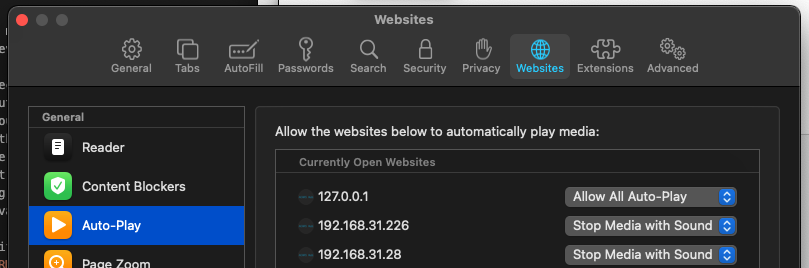 Websites
General
Tabs
AutoFill
Passwords
Search
Security
Privacy
Websites
Extensions
Advanced
General
Reader
Content Blockers
Auto-Play
Page Zoom
Allow the websites below to automatically play media:
Currently Open Websites
127.0.0.1 Allow All Auto-Play
192.168.31.226 Stop Media with Sound
192.168.31.28 Stop Media with Sound